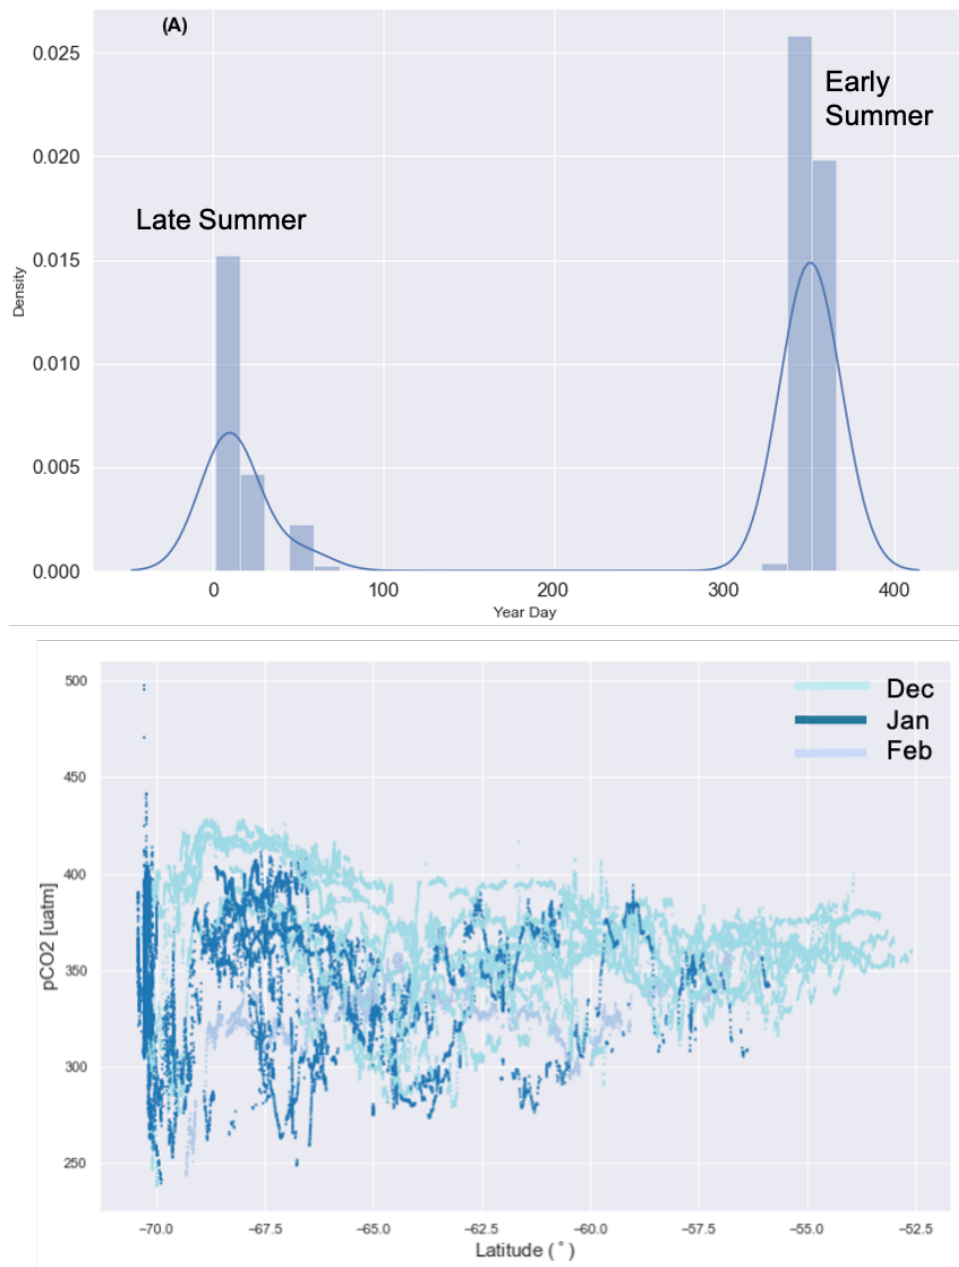 (A)
0.025
Early
Summer
0.020
Late Summer
0.015
Density
0.010
0.005
0.000
0 100 200 300 400
Year Day
500
Dec
Jan
Feb
450
400
pCO2 [uatm]
350
300
250
−70.0 −67.5 −65.0 −62.5 −60.0 −57.5 −55.0 −52.5
Latitude ( ° )